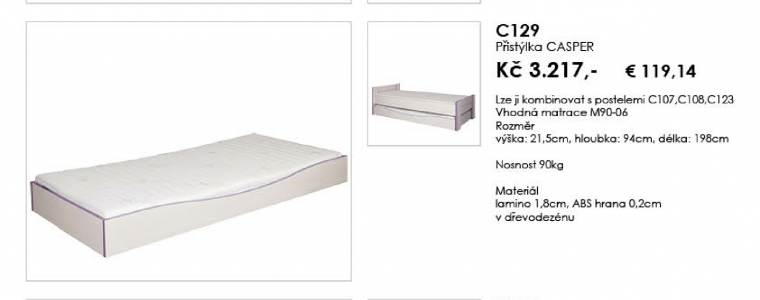 C129
Přistýlka CASPER
Kč 3.217,- € 119,14
Lze ji kombinovat s postelemi C107,C108,C123
Vhodná matrace M90-06
Rozměr
výška: 21,5cm, hloubka: 94cm, délka: 198cm
Nosnost 90kg
Materiál
lamino 1,8cm, ABS hrana 0,2cm
v dřevodezénu